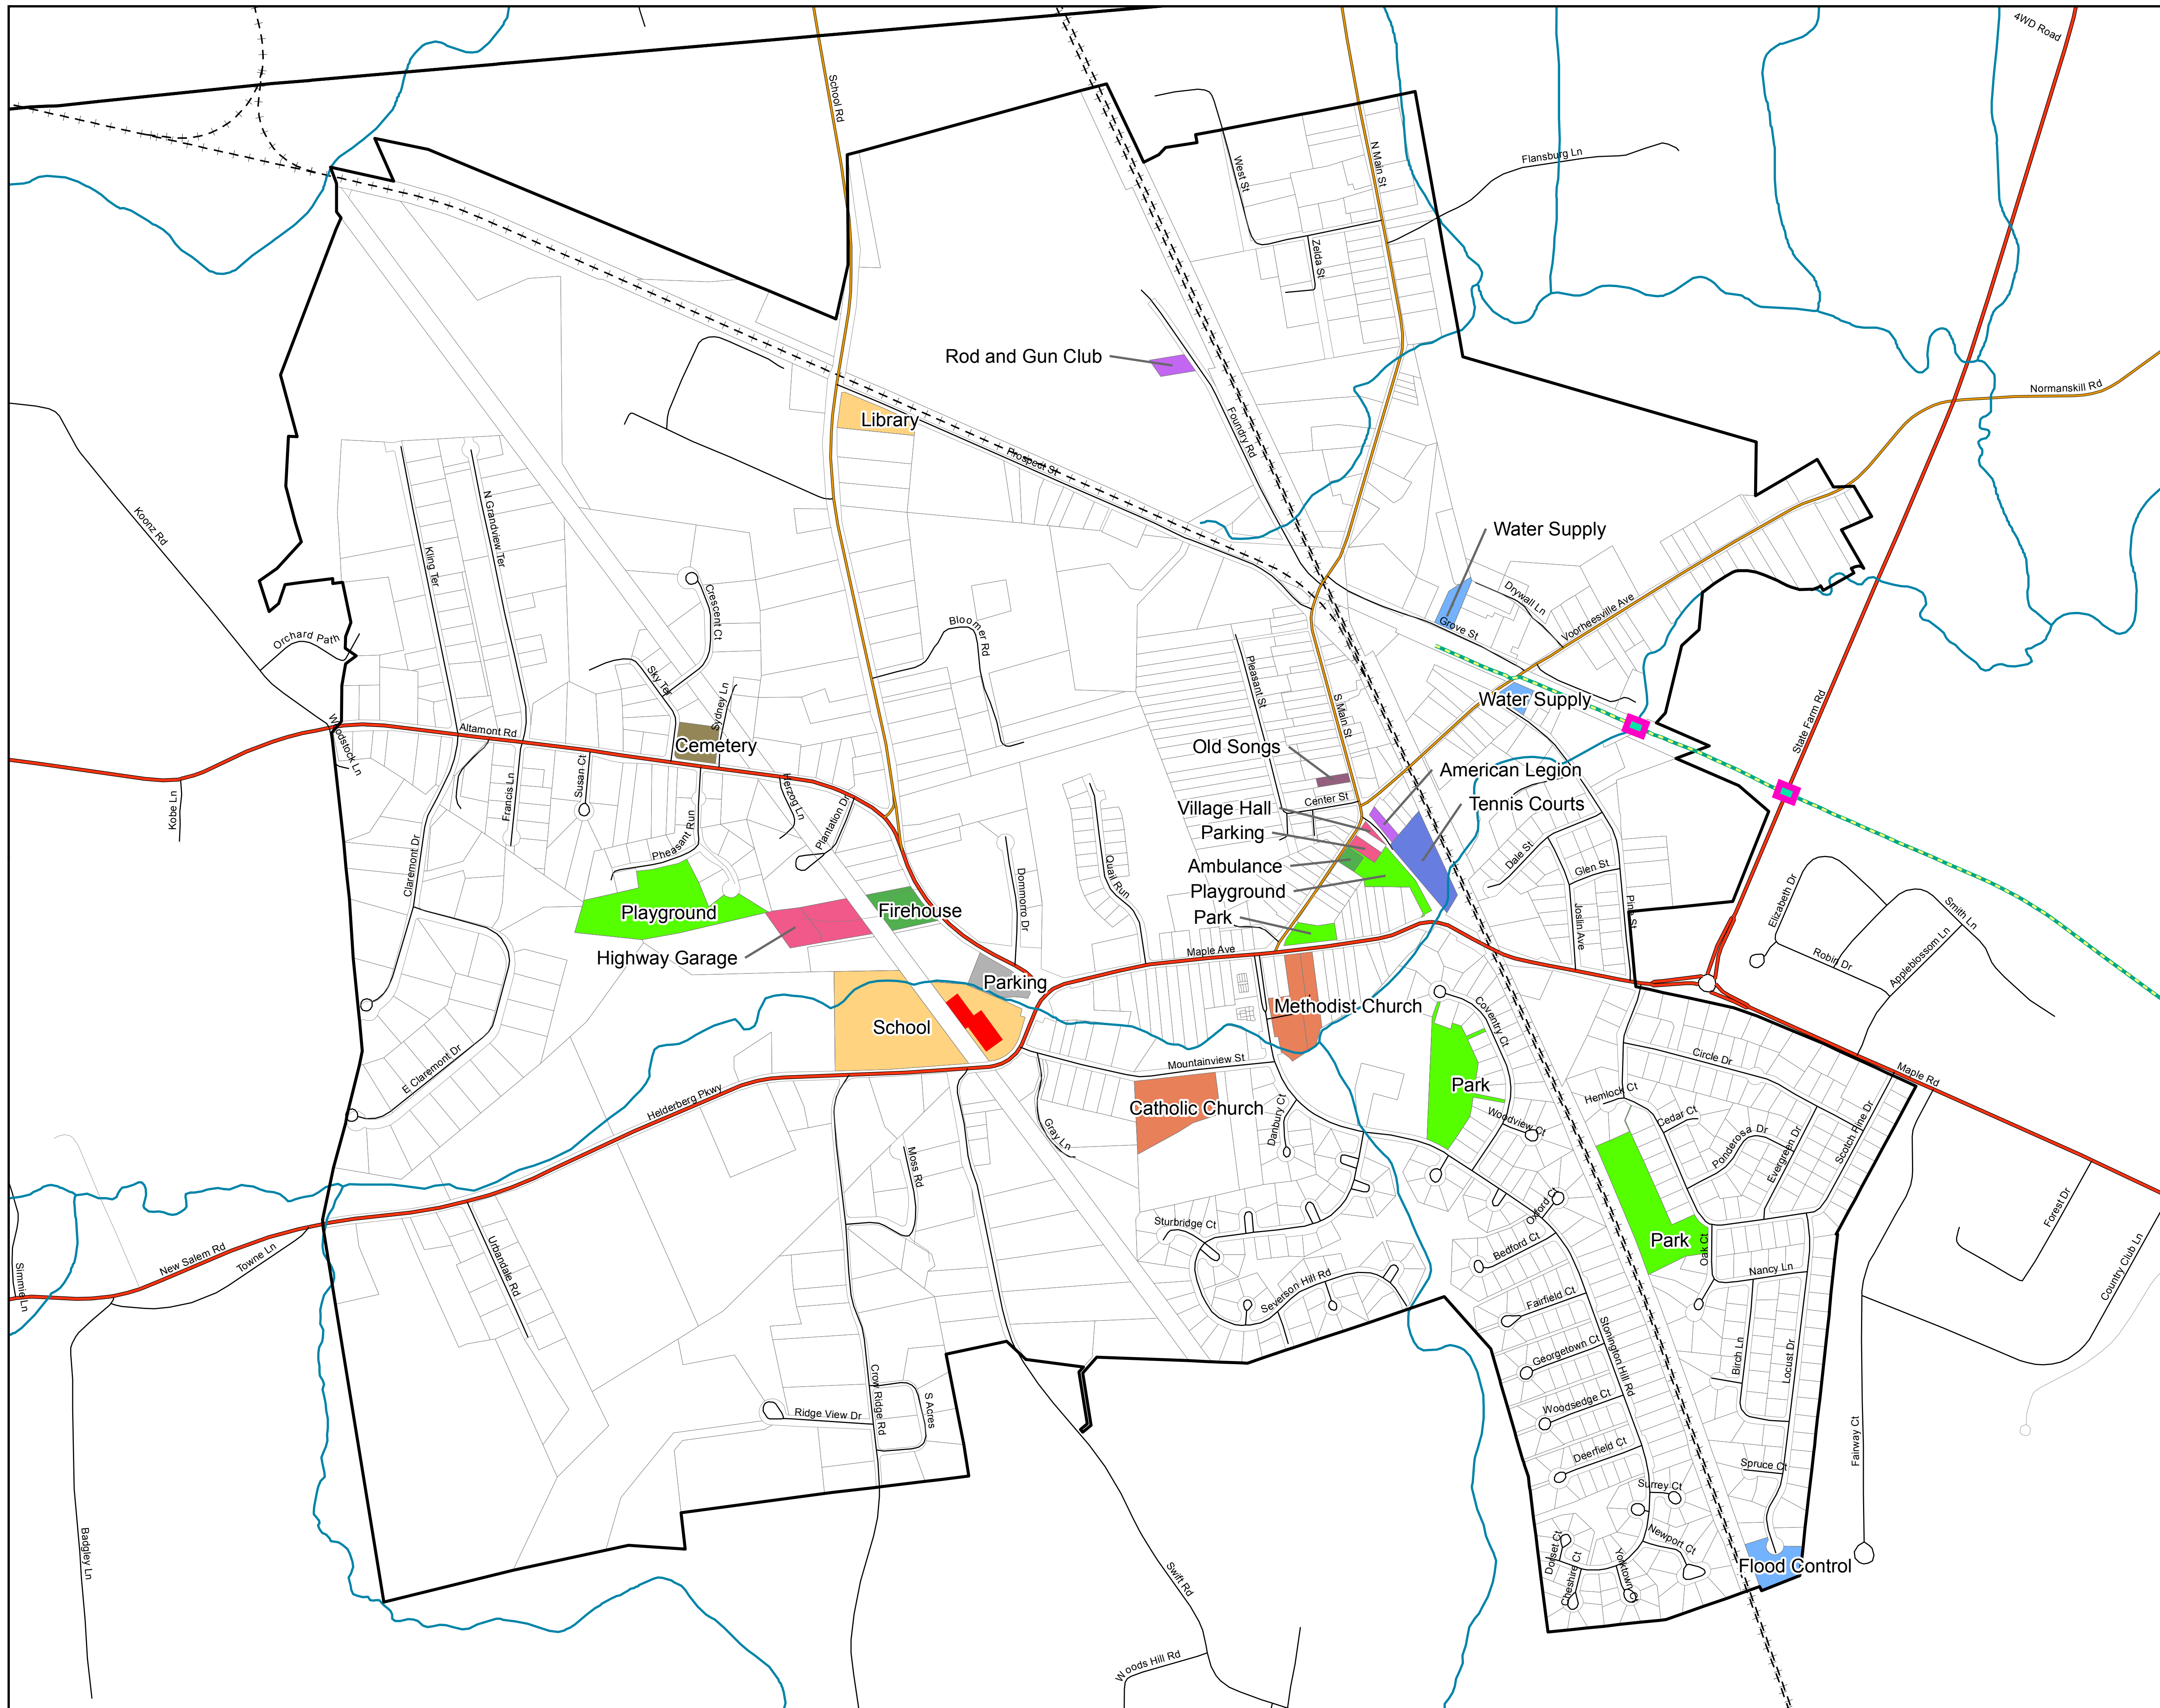 4WD Road
School Rd
N Main St
West St
Flansburg Ln
Zelda St
Rod and Gun Club
Library
Foundry Rd
Prospect St
Normanskill Rd
Koonz Rd
Kling Ter
N Grandview Ter
Crescent Ct
Water Supply
Drywall Ln
Grove St
Voorheesville Ave
Orchard Path
Bloomer Rd
Sky Ter
Sydney Ln
Pleasant St
S Main St
Water Supply
State Farm Rd
Woodstock Ln
Altamont Rd
Cemetery
Old Songs
American Legion
Kobe Ln
Francis Ln
Susan Ct
Herzog Ln
Plantation Dr
Center St
Village Hall
Tennis Courts
Parking
Claremont Dr
Pheasant Run
Quail Run
Ambulance
Dale St
Glen St
Playground
Dommorro Dr
Playground
Firehouse
Park
Joslin Ave
Pine St
Elizabeth Dr
Smith Ln
Robin Dr
Appleblossom Ln
Highway Garage
Maple Ave
Parking
School
Methodist Church
Coventry Ct
E Claremont Dr
Mountainview St
Circle Dr
Maple Rd
Helderberg Pkwy
Catholic Church
Park
Hemlock Ct
Cedar Ct
Woodview Ct
Gray Ln
Danbury Ct
Ponderosa Dr
Evergreen Dr
Scotch Pine Dr
Moss Rd
Sturbridge Ct
Oxford Ct
Bedford Ct
Park
Oak Ct
Forest Dr
New Salem Rd
Towne Ln
Simmie Ln
Urbandale Rd
Severson Hill Rd
Nancy Ln
Country Club Ln
Fairfield Ct
Georgetown Ct
Stonington Hill Rd
Birch Ln
Locust Dr
Crow Ridge Rd
S Acres
Ridge View Dr
Woodsedge Ct
Deerfield Ct
Spruce Ct
Fairway Ct
Surrey Ct
Newport Ct
Dorset Ct
Cheshire Ct
Yorktown Ct
Flood Control
Badgley Ln
Swift Rd
Woods Hill Rd